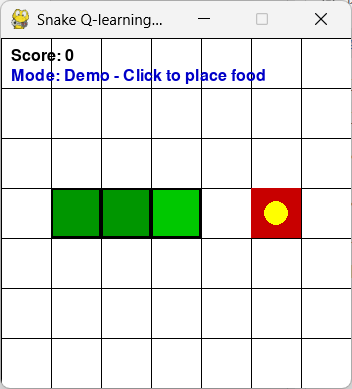 Snake Q-learning...
Score: 0
Mode: Demo - Click to place food